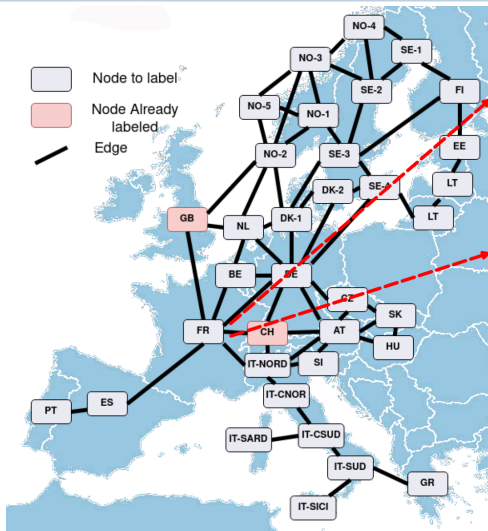 NO-4
SE-1
NO-3
Node to label
SE-2
FI
NO-5
Node Already
labeled
NO-1
Edge
EE
NO-2
SE-3
LT
DK-2
SE-4
GB
NL
DK-1
LT
BE
DE
CZ
SK
FR
CH
AT
HU
IT-NORD
SI
IT-CNOR
PT
ES
IT-SARD
IT-CSUD
IT-SUD
GR
IT-SICI